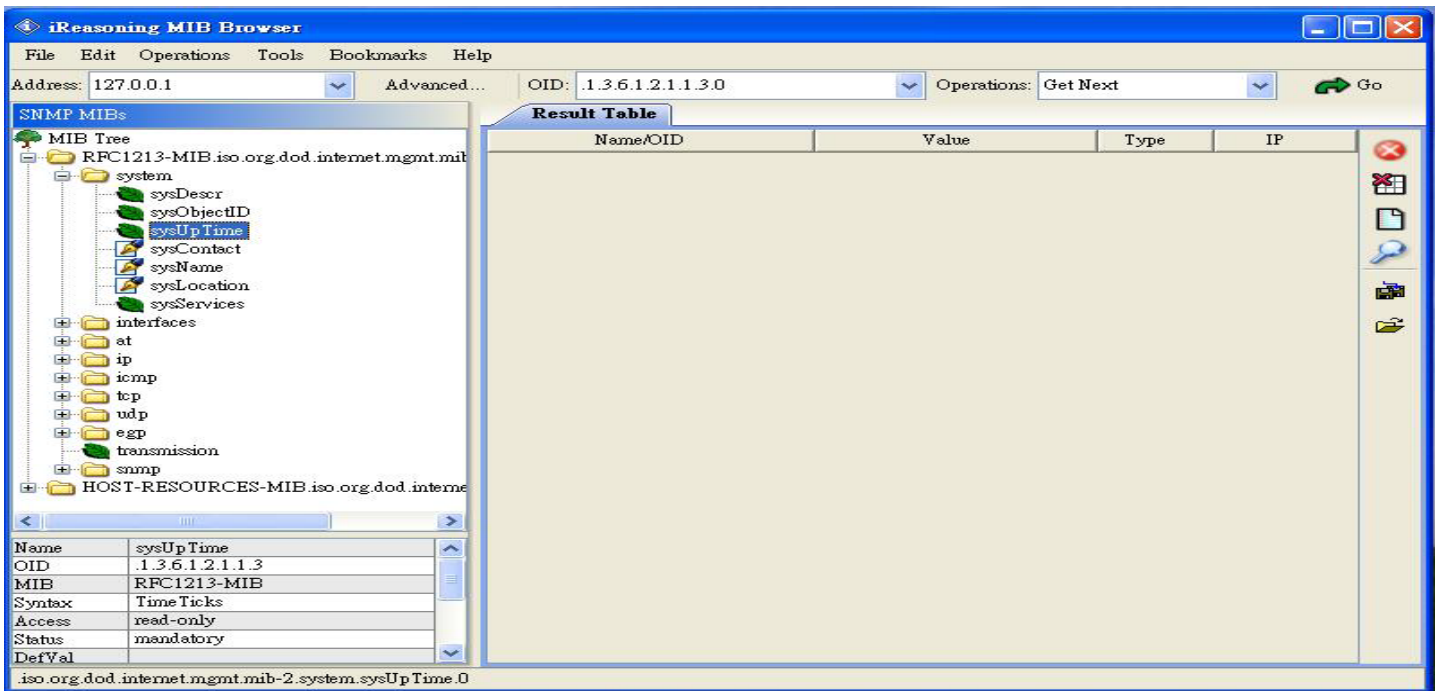 iReasoning MIB Browser
File Edit Operations Tools Bookmarks Help
Address: 127.0.0.1 Advanced... OID: .1.3.6.1.2.1.1.3.0 Operations: Get Next Go
SNMP MIBs
Result Table
Name/OID Value Type IP
MIB Tree
RFC1213-MIB.iso.org.dod.internet.mgmt.mib
system
sysDescr
sysObjectID
sysUpTime
sysContact
sysName
sysLocation
sysServices
interfaces
at
ip
icmp
tcp
udp
egp
transmission
snmp
HOST-RESOURCES-MIB.iso.org.dod.interne
Name sysUpTime
OID .1.3.6.1.2.1.1.3
MIB RFC1213-MIB
Syntax TimeTicks
Access read-only
Status mandatory
DefVal
.iso.org.dod.internet.mgmt.mib-2.system.sysUpTime.0